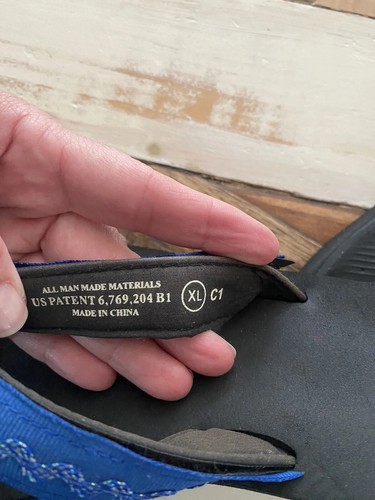 ALL MAN MADE MATERIALS
US PATENT 6,769,204 B1
MADE IN CHINA
XL C1